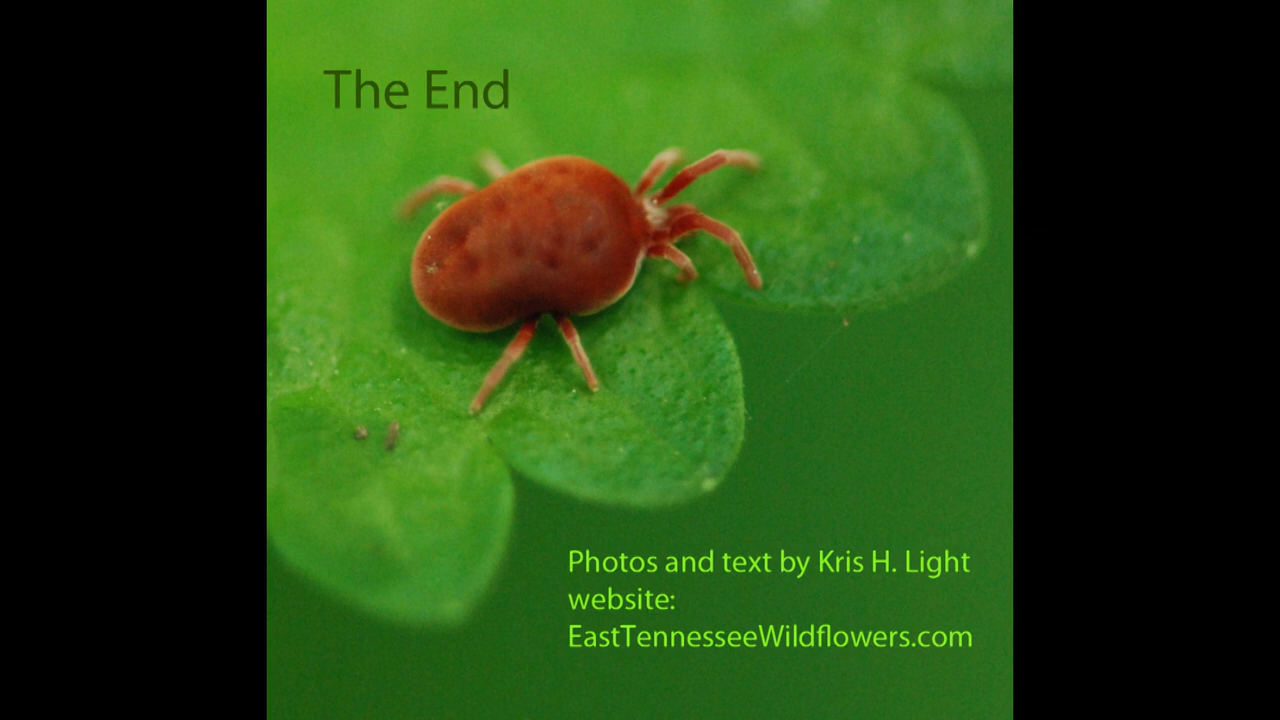 The End
Photos and text by Kris H. Light
website:
EastTennesseeWildflowers.com